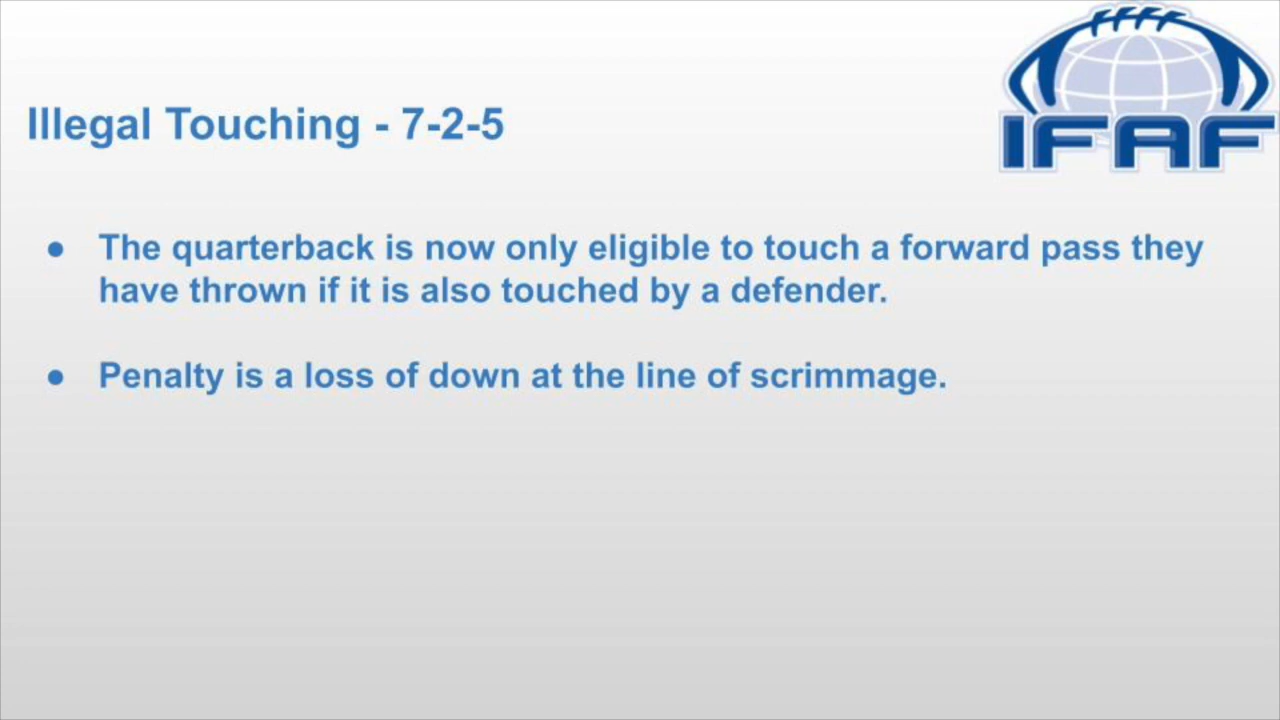 IFAF
Illegal Touching - 7-2-5
● The quarterback is now only eligible to touch a forward pass they
have thrown if it is also touched by a defender.
● Penalty is a loss of down at the line of scrimmage.